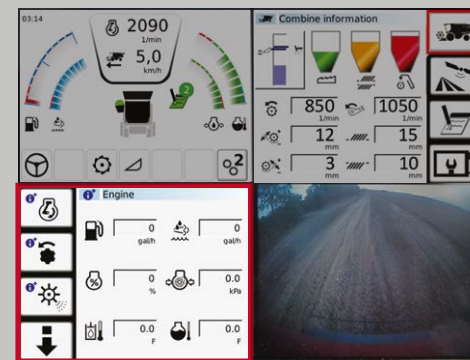 03:14
2090
1/min
5,0
km/h
2
2
Combine information
850
1/min
1050
1/min
12
mm
15
mm
3
mm
10
mm
Engine
0
gal/h
0
gal/h
%
0
%
0.0
kPa
0.0
F
0.0
F